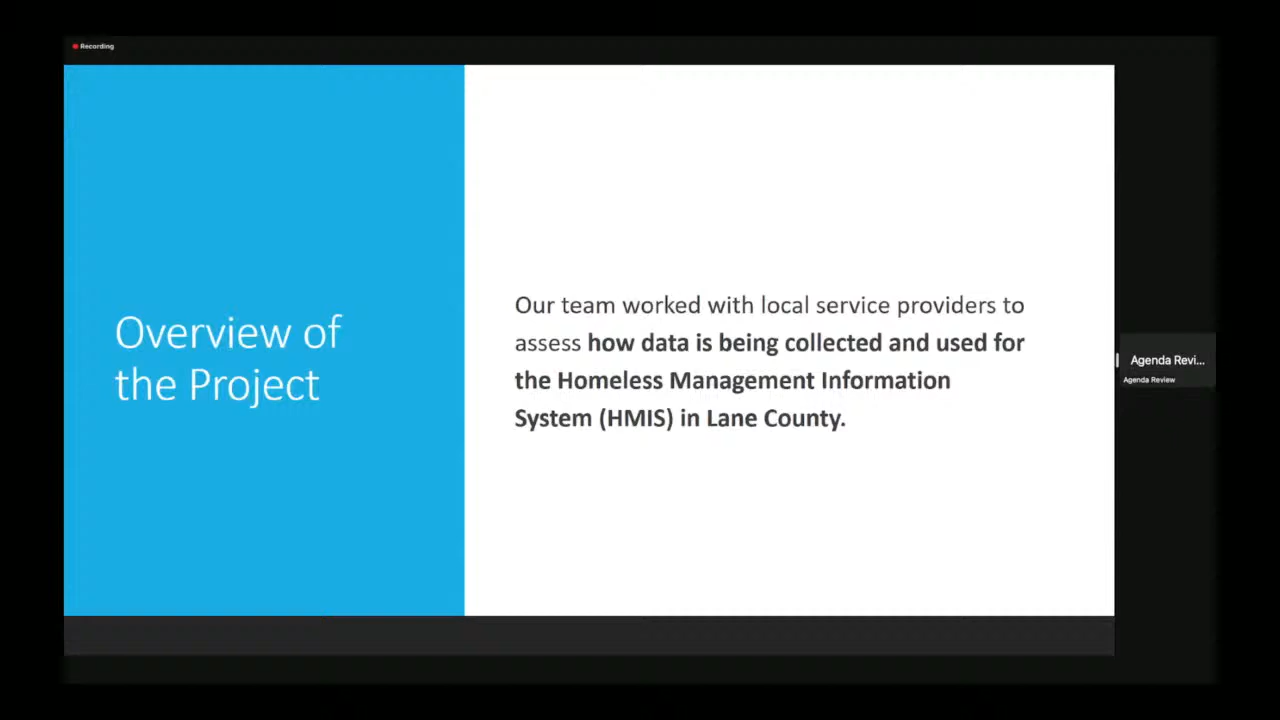 Recording
Overview of
the Project
Our team worked with local service providers to
assess how data is being collected and used for
the Homeless Management Information
System (HMIS) in Lane County.
Agenda Revi...
Agenda Review